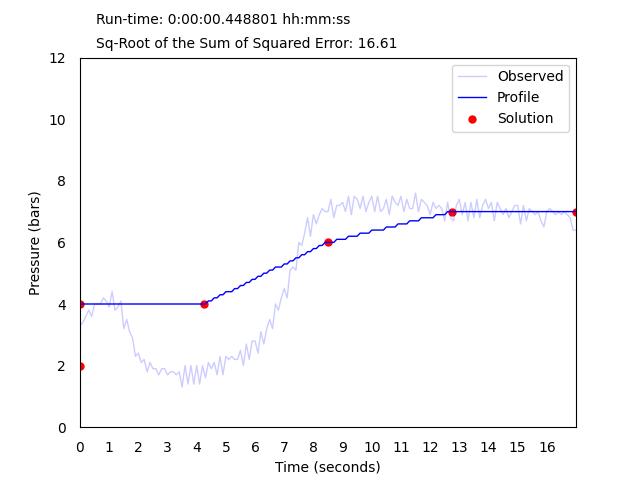 Run-time: 0:00:00.448801 hh:mm:ss
Sq-Root of the Sum of Squared Error: 16.61
12
10
8
6
4
2
0
Pressure (bars)
Observed
Profile
Solution
0 1 2 3 4 5 6 7 8 9 10 11 12 13 14 15 16
Time (seconds)